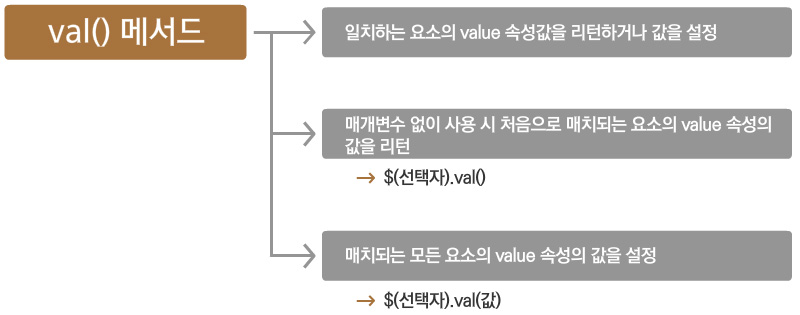 val() 메서드
일치하는 요소의 value 속성값을 리턴하거나 값을 설정
매개변수 없이 사용 시 처음으로 매치되는 요소의 value 속성의
값을 리턴
→ $(선택자).val()
매치되는 모든 요소의 value 속성의 값을 설정
→ $(선택자).val(값)